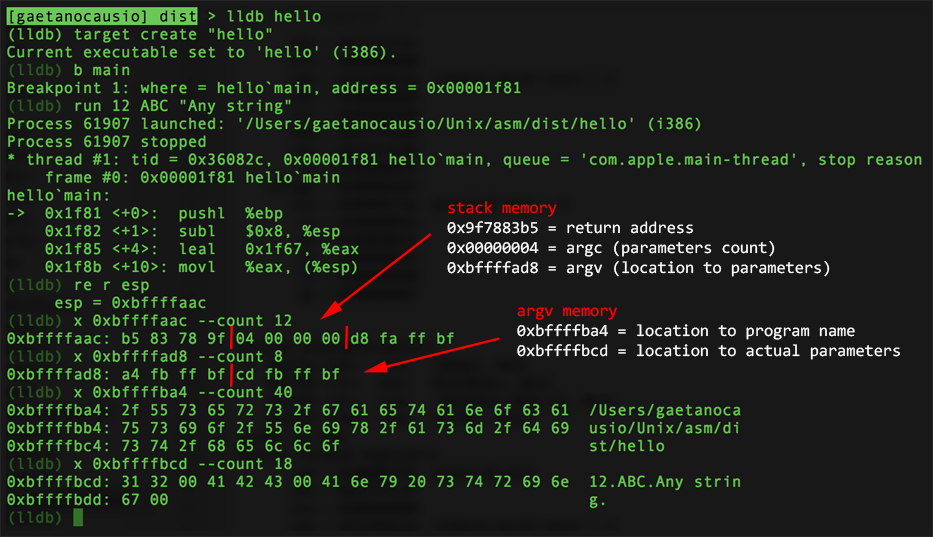 [gaetanocausio] dist > lldb hello
(lldb) target create "hello"
Current executable set to 'hello' (i386).
(lldb) b main
Breakpoint 1: where = hello`main, address = 0x00001f81
(lldb) run 12 ABC "Any string"
Process 61907 launched: '/Users/gaetanocausio/Unix/asm/dist/hello' (i386)
Process 61907 stopped
* thread #1: tid = 0x36082c, 0x00001f81 hello`main, queue = 'com.apple.main-thread', stop reason
frame #0: 0x00001f81 hello`main
hello`main:
-> 0x1f81 <+0>: pushl %ebp
0x1f82 <+1>: subl $0x8, %esp
0x1f85 <+4>: leal 0x1f67, %eax
0x1f8b <+10>: movl %eax, (%esp)
stack memory
0x9f7883b5 = return address
0x00000004 = argc (parameters count)
0xbffffad8 = argv (location to parameters)
(lldb) re r esp
esp = 0xbffffaac
(lldb) x 0xbffffaac --count 12
0xbffffaac: b5 83 78 9f 04 00 00 00 d8 fa ff bf
argv memory
0xbffffba4 = location to program name
0xbffffbcd = location to actual parameters
(lldb) x 0xbffffad8 --count 8
0xbffffad8: a4 fb ff bf cd fb ff bf
(lldb) x 0xbffffba4 --count 40
0xbffffba4: 2f 55 73 65 72 73 2f 67 61 65 74 61 6e 6f 63 61 /Users/gaetanoca
0xbffffbb4: 75 73 69 6f 2f 55 6e 69 78 2f 61 73 6d 2f 64 69 usio/Unix/asm/di
0xbffffbc4: 73 74 2f 68 65 6c 6c 6f st/hello
(lldb) x 0xbffffbcd --count 18
0xbffffbcd: 31 32 00 41 42 43 00 41 6e 79 20 73 74 72 69 6e 12.ABC.Any strin
0xbffffbdd: 67 00 g.
(lldb)